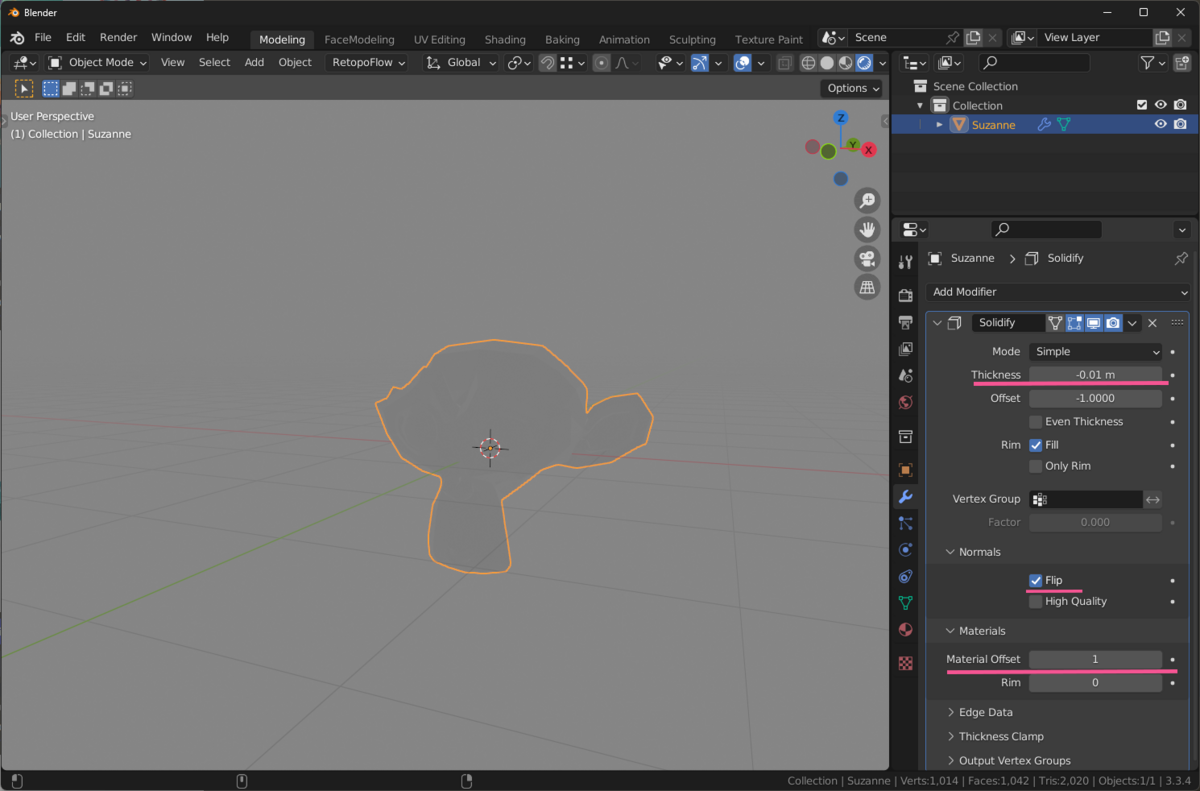 Blender
File Edit Render Window Help Modeling FaceModeling UV Editing Shading Baking Animation Sculpting Texture Paint Scene View Layer
Object Mode View Select Add Object RetopoFlow Global
Options
User Perspective
(1) Collection | Suzanne
Z
Y
X
Scene Collection
Collection
Suzanne
Suzanne > Solidify
Add Modifier
Solidify
Mode Simple
Thickness -0.01 m
Offset -1.0000
Even Thickness
Rim Fill
Only Rim
Vertex Group
Factor 0.000
Normals
Flip
High Quality
Materials
Material Offset 1
Rim 0
Edge Data
Thickness Clamp
Output Vertex Groups
Collection | Suzanne | Verts:1,014 | Faces:1,042 | Tris:2,020 | Objects:1/1 | 3.3.4